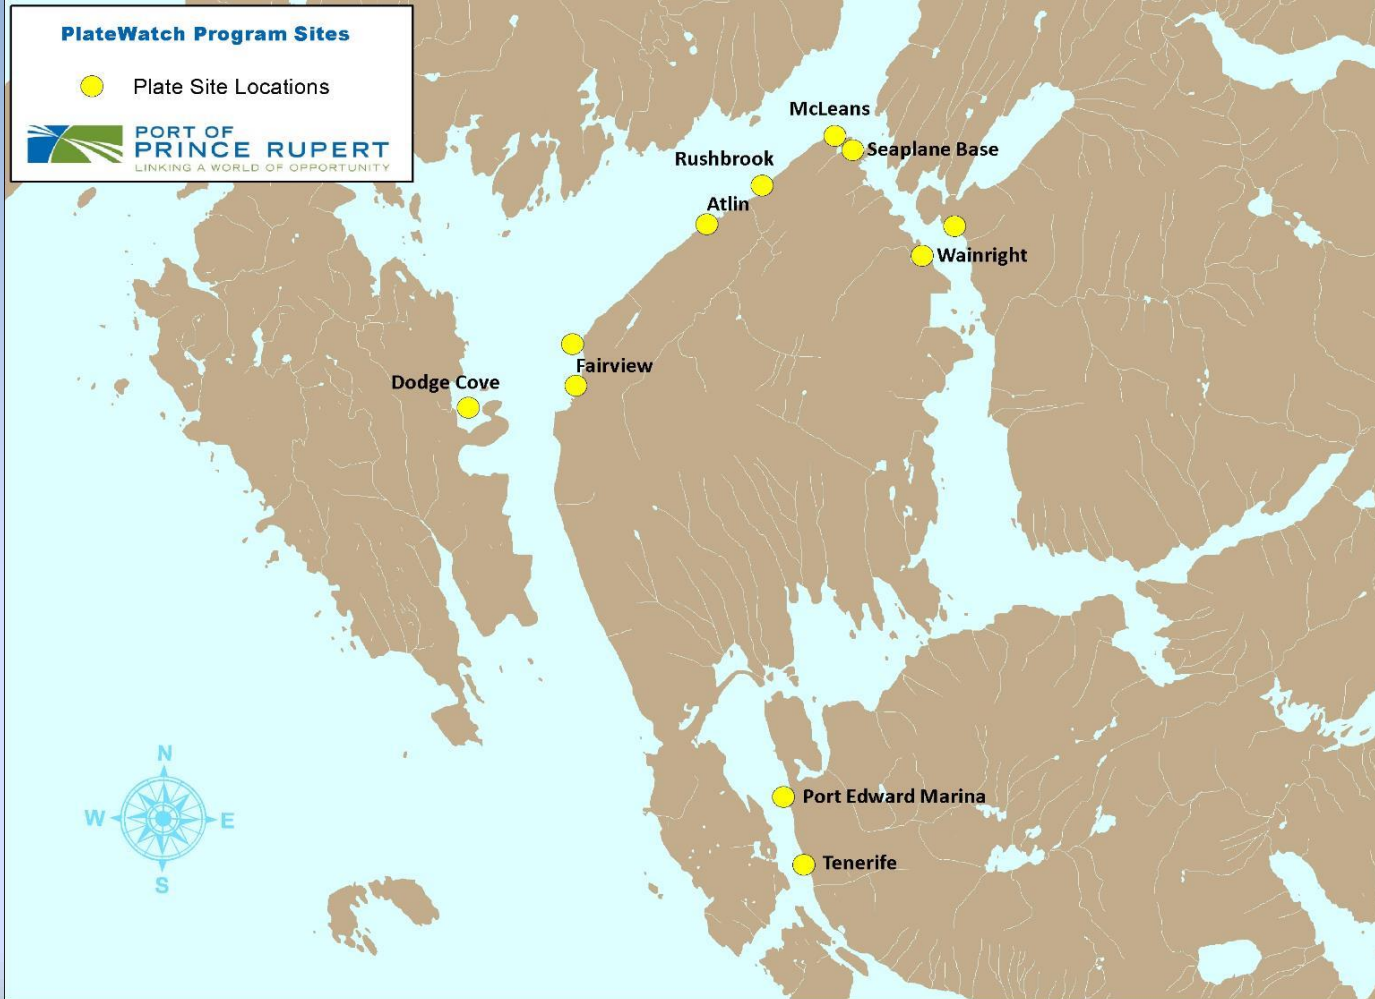 PlateWatch Program Sites
Plate Site Locations
PORT OF
PRINCE RUPERT
LINKING A WORLD OF OPPORTUNITY
McLeans
Seaplane Base
Rushbrook
Atlin
Wainright
Fairview
Dodge Cove
N
W
E
S
Port Edward Marina
Tenerife